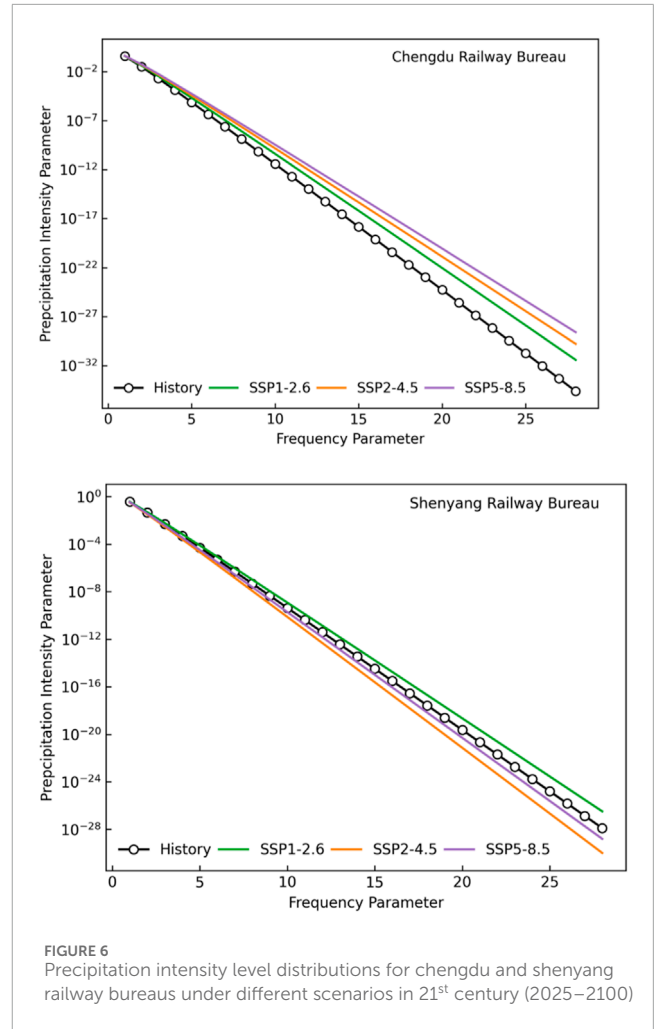 Chengdu Railway Bureau
Prepcipitation Intensity Parameter
10⁻²
10⁻⁷
10⁻¹²
10⁻¹⁷
10⁻²²
10⁻²⁷
10⁻³²
History SSP1-2.6 SSP2-4.5 SSP5-8.5
0 5 10 15 20 25
Frequency Parameter
Shenyang Railway Bureau
Prepcipitation Intensity Parameter
10⁰
10⁻⁴
10⁻⁸
10⁻¹²
10⁻¹⁶
10⁻²⁰
10⁻²⁴
10⁻²⁸
History SSP1-2.6 SSP2-4.5 SSP5-8.5
0 5 10 15 20 25
Frequency Parameter
FIGURE 6
Precipitation intensity level distributions for chengdu and shenyang
railway bureaus under different scenarios in 21ˢᵗ century (2025–2100)